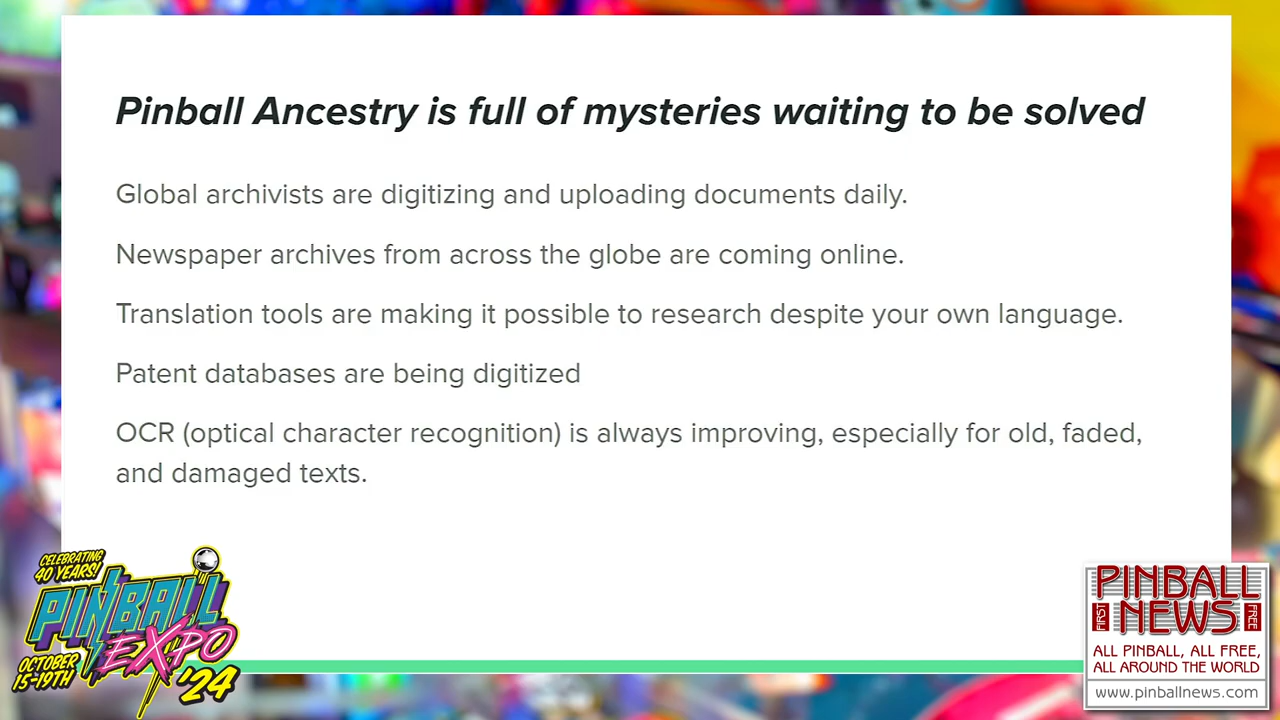 Pinball Ancestry is full of mysteries waiting to be solved
Global archivists are digitizing and uploading documents daily.
Newspaper archives from across the globe are coming online.
Translation tools are making it possible to research despite your own language.
Patent databases are being digitized
OCR (optical character recognition) is always improving, especially for old, faded,
and damaged texts.
CELEBRATING
40 YEARS!
PINBALL
EXPO
OCTOBER
15-19TH
'24
PINBALL
FIRST NEWS FREE
ALL PINBALL, ALL FREE,
ALL AROUND THE WORLD
www.pinballnews.com